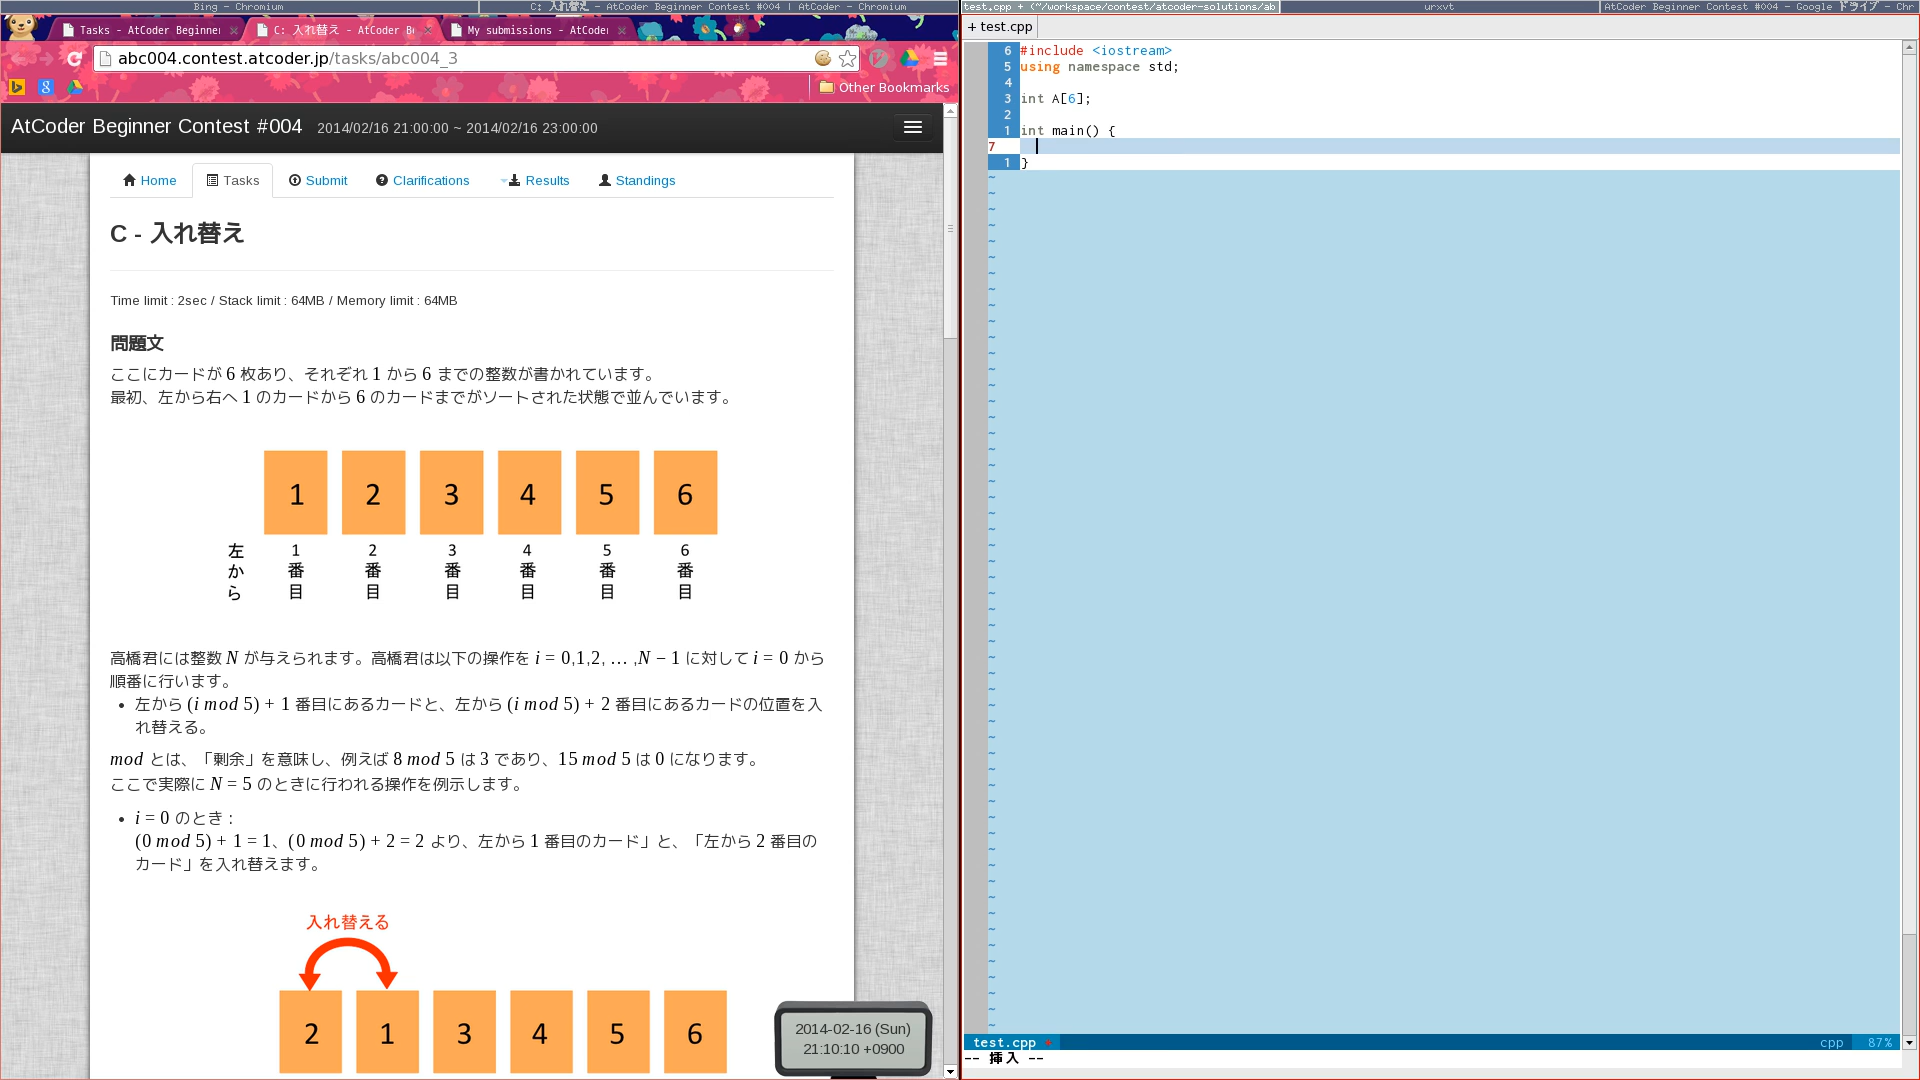 Bing - Chromium
C: 入れ替え - AtCoder Beginner Contest #004 | AtCoder - Chromium
test.cpp + (~/workspace/contest/atcoder-solutions/ab
urxvt
AtCoder Beginner Contest #004 - Google ドライブ - Chr
Tasks - AtCoder Beginner
C: 入れ替え - AtCoder Be
My submissions - AtCoder
abc004.contest.atcoder.jp/tasks/abc004_3
Other Bookmarks
AtCoder Beginner Contest #004 2014/02/16 21:00:00 ~ 2014/02/16 23:00:00
Home Tasks Submit Clarifications Results Standings
C - 入れ替え
Time limit : 2sec / Stack limit : 64MB / Memory limit : 64MB
問題文
ここにカードが 6 枚あり、それぞれ 1 から 6 までの整数が書かれています。
最初、左から右へ 1 のカードから 6 のカードまでがソートされた状態で並んでいます。
1 2 3 4 5 6
左から 1番目 2番目 3番目 4番目 5番目 6番目
高橋君には整数 N が与えられます。高橋君は以下の操作を i = 0,1,2, … ,N − 1 に対して i = 0 から
順番に行います。
• 左から (i mod 5) + 1 番目にあるカードと、左から (i mod 5) + 2 番目にあるカードの位置を入
れ替える。
mod とは、「剰余」を意味し、例えば 8 mod 5 は 3 であり、15 mod 5 は 0 になります。
ここで実際に N = 5 のときに行われる操作を例示します。
• i = 0 のとき :
(0 mod 5) + 1 = 1、(0 mod 5) + 2 = 2 より、左から 1 番目のカード」と、「左から 2 番目の
カード」を入れ替えます。
入れ替える
2 1 3 4 5 6
2014-02-16 (Sun)
21:10:10 +0900
+ test.cpp
6 #include <iostream>
5 using namespace std;
4
3 int A[6];
2
1 int main() {
7
1 }
test.cpp + cpp 87%
-- 挿入 --